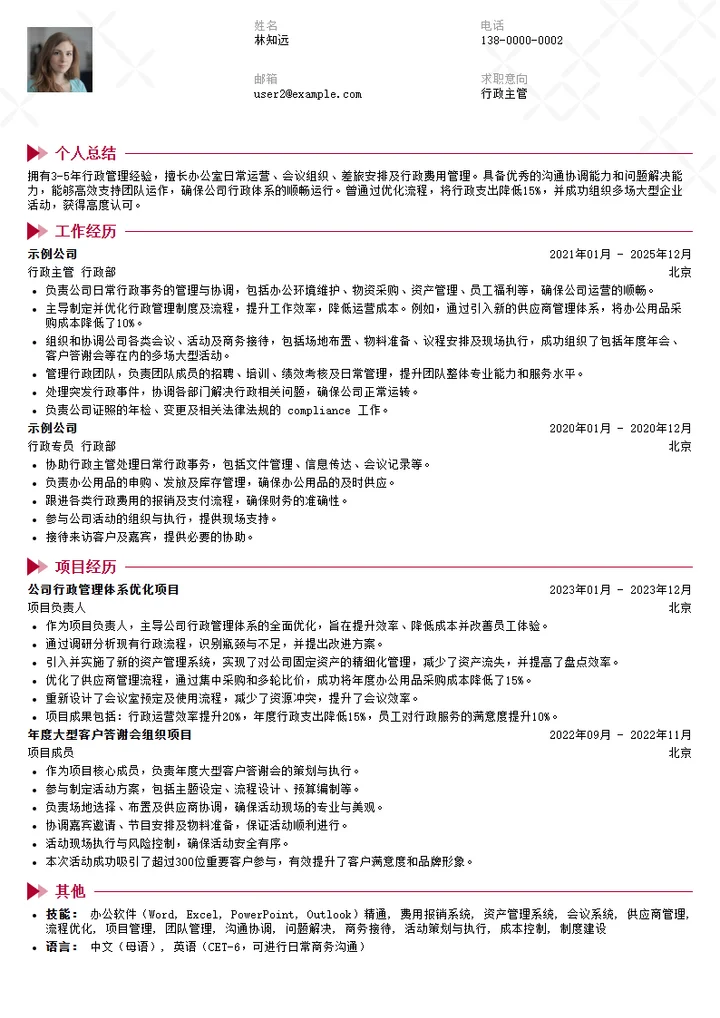 姓名
林知远
电话
138-0000-0002
邮箱
user2@example.com
求职意向
行政主管
个人总结
拥有3-5年行政管理经验，擅长办公室日常运营、会议组织、差旅安排及行政费用管理。具备优秀的沟通协调能力和问题解决能
力，能够高效支持团队运作，确保公司行政体系的顺畅运行。曾通过优化流程，将行政支出降低15%，并成功组织多场大型企业
活动，获得高度认可。
工作经历
示例公司 2021年01月 - 2025年12月
行政主管 行政部 北京
• 负责公司日常行政事务的管理与协调，包括办公环境维护、物资采购、资产管理、员工福利等，确保公司运营的顺畅。
• 主导制定并优化行政管理制度及流程，提升工作效率，降低运营成本。例如，通过引入新的供应商管理体系，将办公用品采
购成本降低了10%。
• 组织和协调公司各类会议、活动及商务接待，包括场地布置、物料准备、议程安排及现场执行，成功组织了包括年度年会、
客户答谢会等在内的多场大型活动。
• 管理行政团队，负责团队成员的招聘、培训、绩效考核及日常管理，提升团队整体专业能力和服务水平。
• 处理突发行政事件，协调各部门解决行政相关问题，确保公司正常运转。
• 负责公司证照的年检、变更及相关法律法规的 compliance 工作。
示例公司 2020年01月 - 2020年12月
行政专员 行政部 北京
• 协助行政主管处理日常行政事务，包括文件管理、信息传达、会议记录等。
• 负责办公用品的申购、发放及库存管理，确保办公用品的及时供应。
• 跟进各类行政费用的报销及支付流程，确保财务的准确性。
• 参与公司活动的组织与执行，提供现场支持。
• 接待来访客户及嘉宾，提供必要的协助。
项目经历
公司行政管理体系优化项目 2023年01月 - 2023年12月
项目负责人 北京
• 作为项目负责人，主导公司行政管理体系的全面优化，旨在提升效率、降低成本并改善员工体验。
• 通过调研分析现有行政流程，识别瓶颈与不足，并提出改进方案。
• 引入并实施了新的资产管理系统，实现了对公司固定资产的精细化管理，减少了资产流失，并提高了盘点效率。
• 优化了供应商管理流程，通过集中采购和多轮比价，成功将年度办公用品采购成本降低了15%。
• 重新设计了会议室预定及使用流程，减少了资源冲突，提升了会议效率。
• 项目成果包括：行政运营效率提升20%，年度行政支出降低15%，员工对行政服务的满意度提升10%。
年度大型客户答谢会组织项目 2022年09月 - 2022年11月
项目成员 北京
• 作为项目核心成员，负责年度大型客户答谢会的策划与执行。
• 参与制定活动方案，包括主题设定、流程设计、预算编制等。
• 负责场地选择、布置及供应商协调，确保活动现场的专业与美观。
• 协调嘉宾邀请、节目安排及物料准备，保证活动顺利进行。
• 活动现场执行与风险控制，确保活动安全有序。
• 本次活动成功吸引了超过300位重要客户参与，有效提升了客户满意度和品牌形象。
其他
• 技能： 办公软件（Word, Excel, PowerPoint, Outlook）精通, 费用报销系统, 资产管理系统, 会议系统, 供应商管理,
流程优化, 项目管理, 团队管理, 沟通协调, 问题解决, 商务接待, 活动策划与执行, 成本控制, 制度建设
• 语言： 中文（母语）, 英语（CET-6，可进行日常商务沟通）